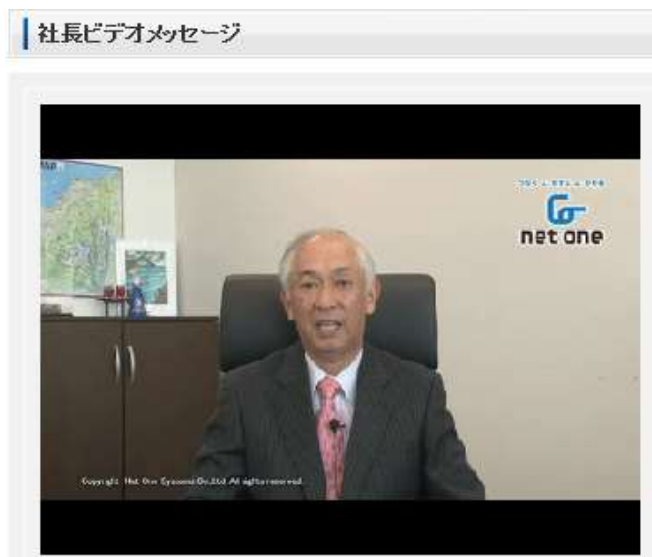 社長ビデオメッセージ
net one
Copyright Net One Systems Co.,Ltd. All rights reserved.